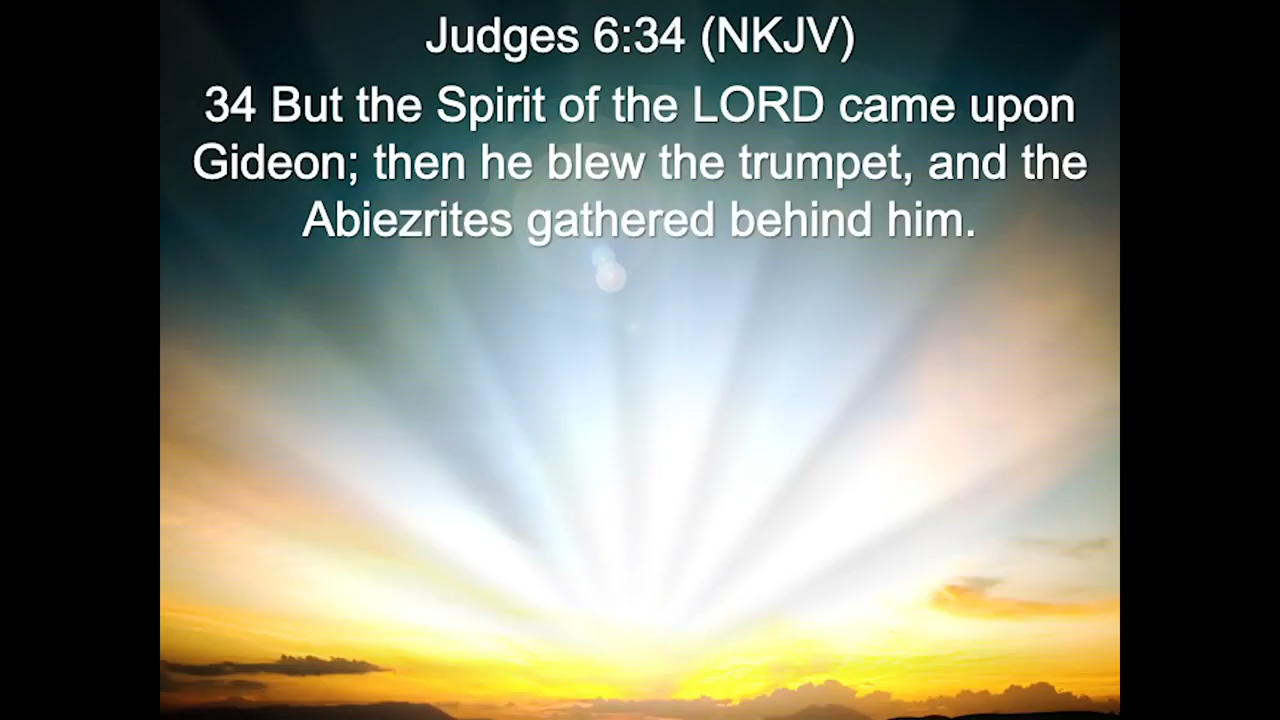 Judges 6:34 (NKJV)
34 But the Spirit of the LORD came upon
Gideon; then he blew the trumpet, and the
Abiezrites gathered behind him.